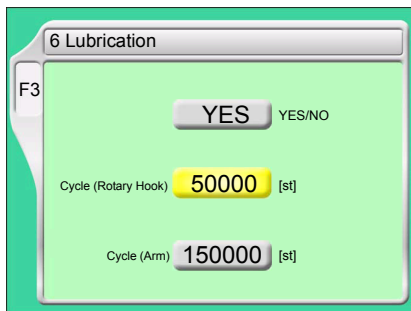 6 Lubrication
F3
YES YES/NO
Cycle (Rotary Hook) 50000 [st]
Cycle (Arm) 150000 [st]